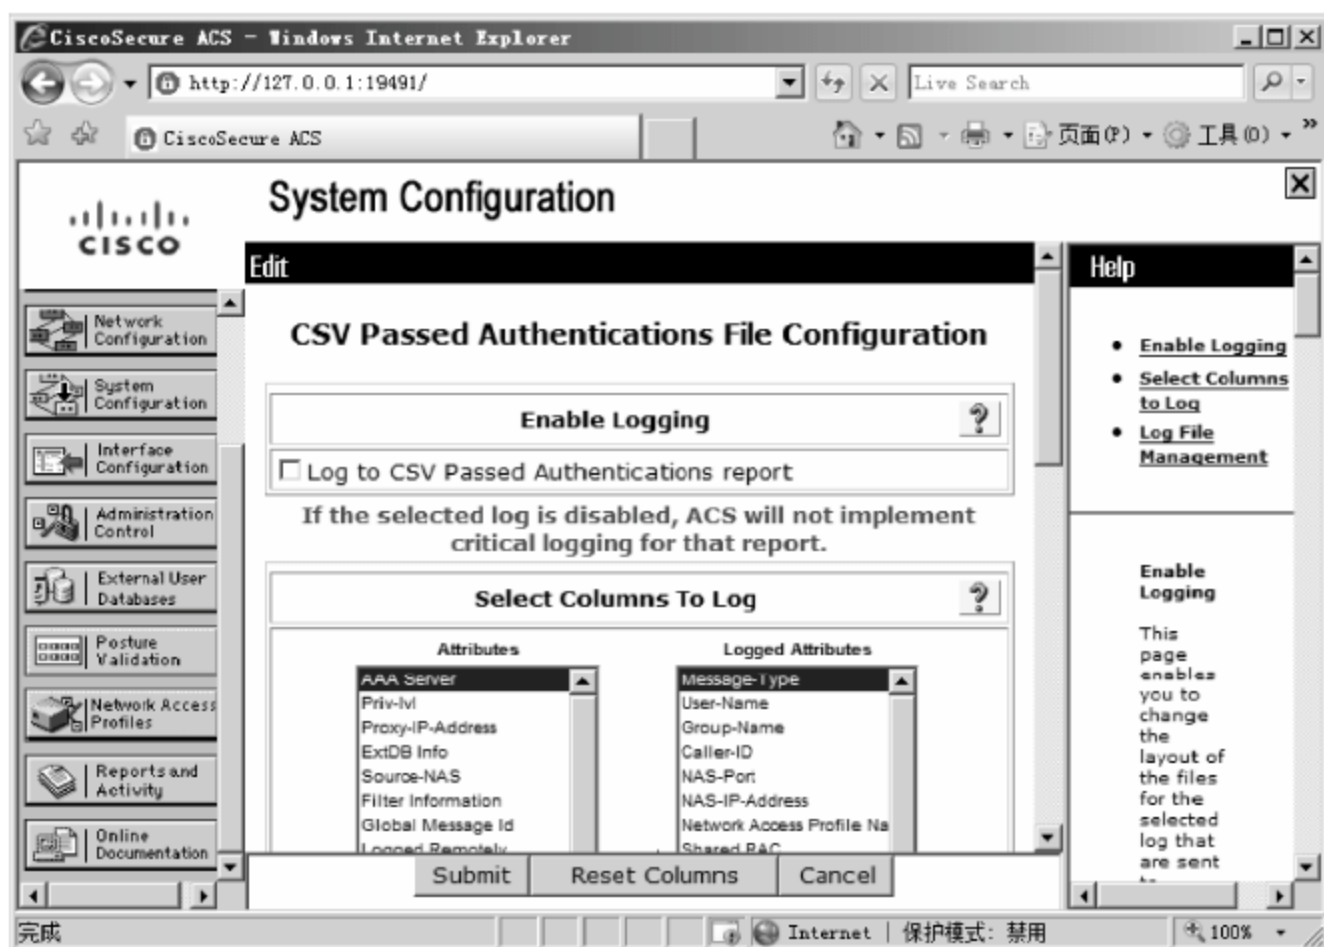 CiscoSecure ACS - Windows Internet Explorer
http://127.0.0.1:19491/
Live Search
CiscoSecure ACS
页面(P)
工具(O)
»
CISCO
System Configuration
Network
Configuration
System
Configuration
Interface
Configuration
Administration
Control
External User
Databases
Posture
Validation
Network Access
Profiles
Reports and
Activity
Online
Documentation
Edit
CSV Passed Authentications File Configuration
Enable Logging
?
Log to CSV Passed Authentications report
If the selected log is disabled, ACS will not implement
critical logging for that report.
Select Columns To Log
?
Attributes
AAA Server
Priv-lvl
Proxy-IP-Address
ExtDB Info
Source-NAS
Filter Information
Global Message Id
Logged Remotely
Logged Attributes
Message-Type
User-Name
Group-Name
Caller-ID
NAS-Port
NAS-IP-Address
Network Access Profile Na
Shared RAC
Submit
Reset Columns
Cancel
Help
Enable Logging
Select Columns
to Log
Log File
Management
Enable
Logging
This
page
enables
you to
change
the
layout of
the files
for the
selected
log that
are sent
完成
Internet | 保护模式: 禁用
100%